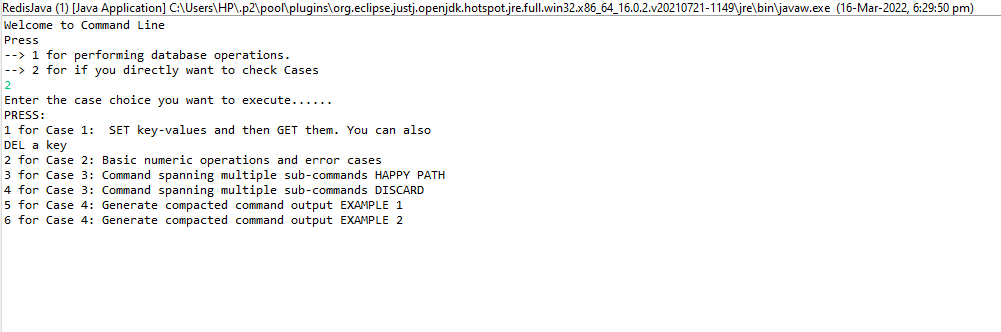 RedisJava (1) [Java Application] C:\Users\HP\.p2\pool\plugins\org.eclipse.justj.openjdk.hotspot.jre.full.win32.x86_64_16.0.2.v20210721-1149\jre\bin\javaw.exe (16-Mar-2022, 6:29:50 pm)
Welcome to Command Line
Press
--> 1 for performing database operations.
--> 2 for if you directly want to check Cases
2
Enter the case choice you want to execute......
PRESS:
1 for Case 1:  SET key-values and then GET them. You can also
DEL a key
2 for Case 2: Basic numeric operations and error cases
3 for Case 3: Command spanning multiple sub-commands HAPPY PATH
4 for Case 3: Command spanning multiple sub-commands DISCARD
5 for Case 4: Generate compacted command output EXAMPLE 1
6 for Case 4: Generate compacted command output EXAMPLE 2